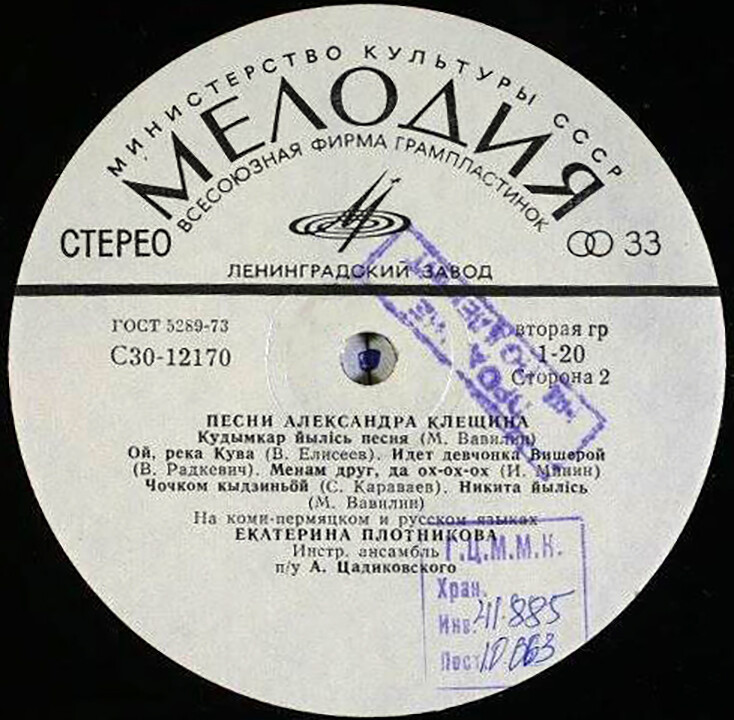 МИНИСТЕРСТВО КУЛЬТУРЫ СССР
МЕЛОДИЯ
ВСЕСОЮЗНАЯ ФИРМА ГРАМПЛАСТИНОК
СТЕРЕО
33
ЛЕНИНГРАДСКИЙ ЗАВОД
ГОСТ 5289-73
вторая гр
С30-12170
1-20
Сторона 2
ПЕСНИ АЛЕКСАНДРА КЛЕЩИНА
Кудымкар йылiсь песня (М. Вавилин)
Ой, река Кува (В. Елисеев). Идет девчонка Вишерой
(В. Радкевич). Менам друг, да ох-ох-ох (И. Минин)
Чочком кыдзиньöй (С. Караваев). Никита йылiсь
(М. Вавилин)
На коми-пермяцком и русском языках
ЕКАТЕРИНА ПЛОТНИКОВА
Инстр. ансамбль
п/у А. Цадиковского
Г.Ц.М.М.К.
Хран.
Инв. 41.885
Пост. 10063